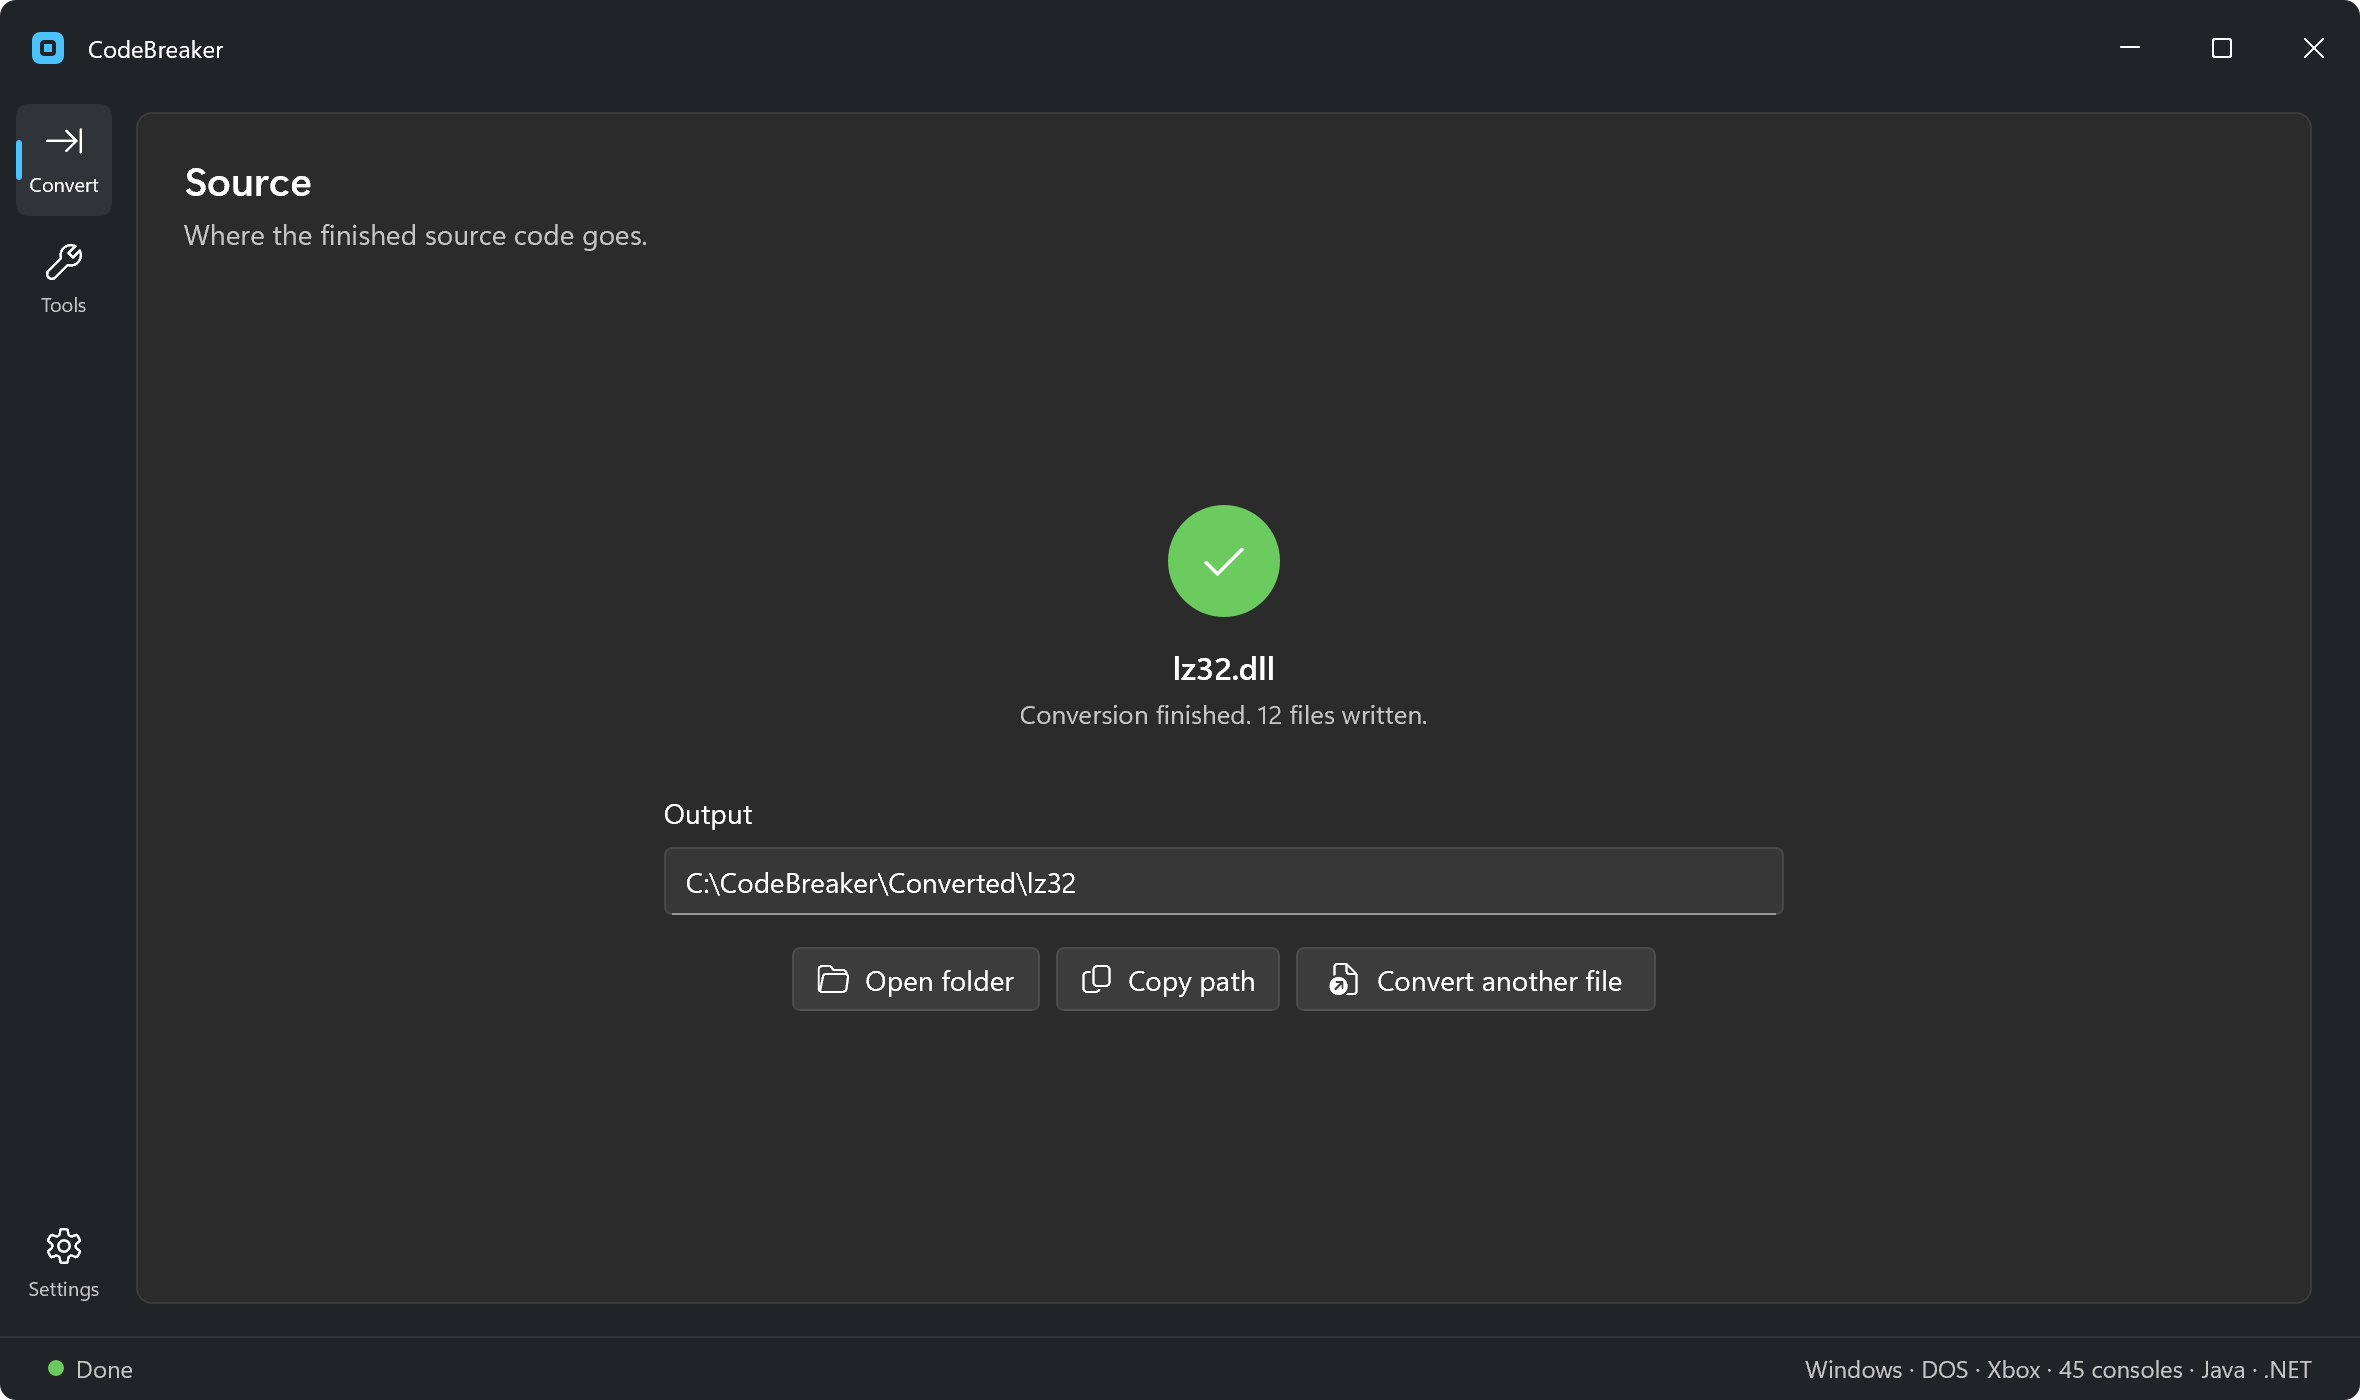 CodeBreaker
Convert
Tools
Source
Where the finished source code goes.
lz32.dll
Conversion finished. 12 files written.
Output
C:\CodeBreaker\Converted\lz32
Open folder
Copy path
Convert another file
Settings
Done
Windows · DOS · Xbox · 45 consoles · Java · .NET